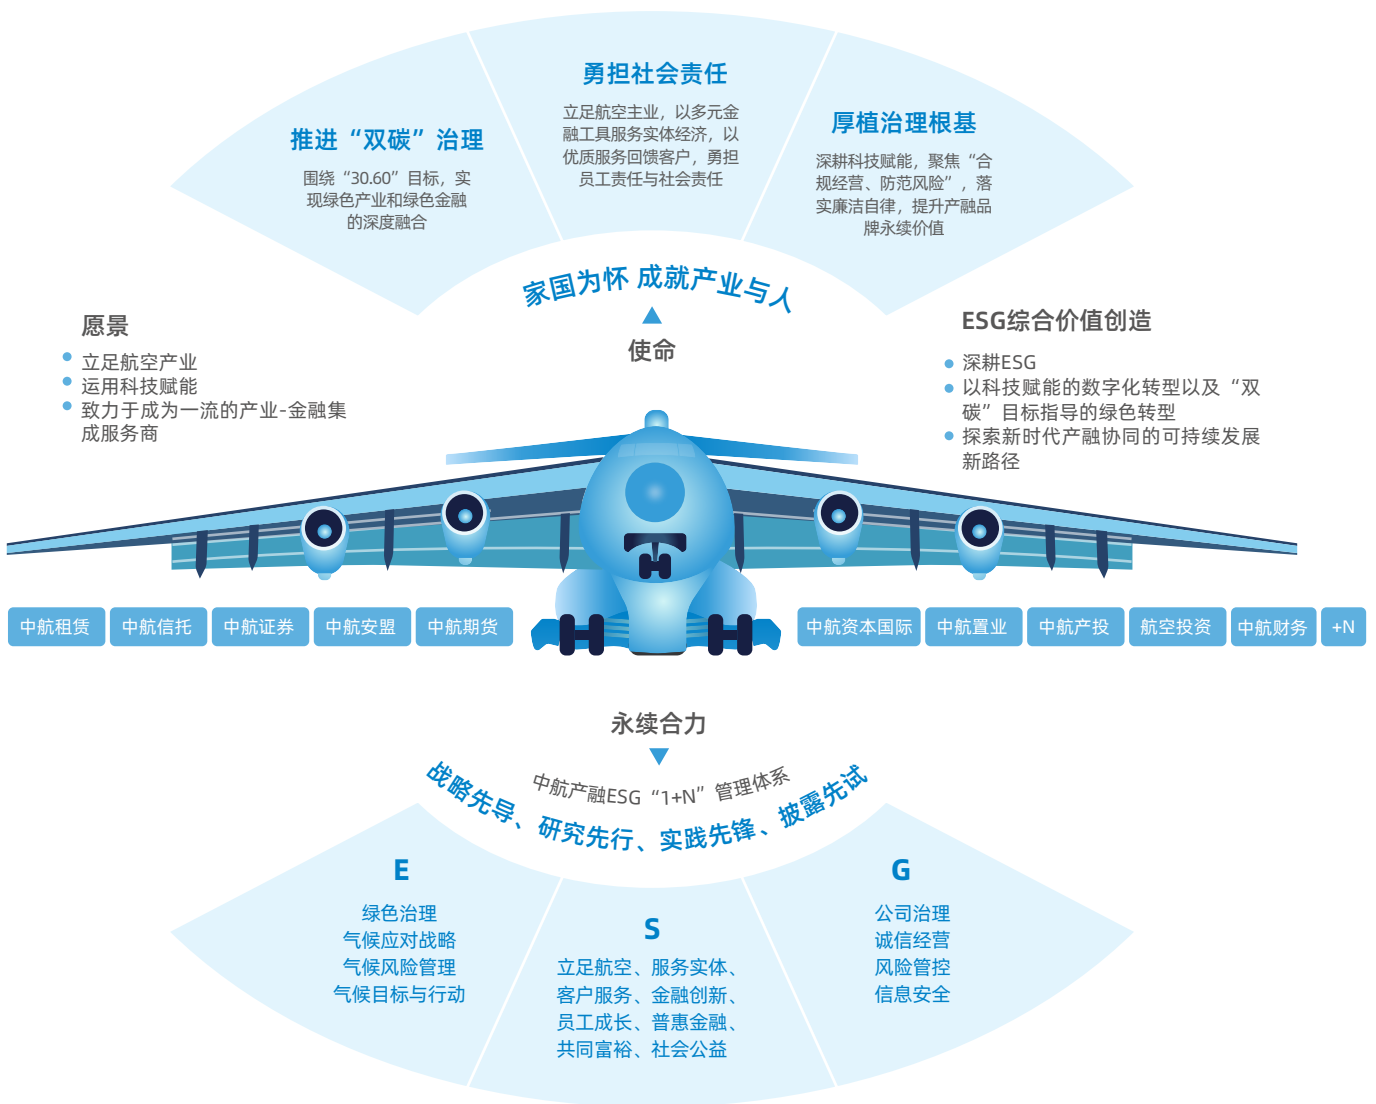 勇担社会责任
立足航空主业，以多元金
融工具服务实体经济，以
优质服务回馈客户，勇担
员工责任与社会责任
推进“双碳”治理
围绕“30.60”目标，实
现绿色产业和绿色金融
的深度融合
厚植治理根基
深耕科技赋能，聚焦“合
规经营、防范风险”，落
实廉洁自律，提升产融品
牌永续价值
家国为怀 成就产业与人
使命
愿景
立足航空产业
运用科技赋能
致力于成为一流的产业-金融集
成服务商
ESG综合价值创造
深耕ESG
以科技赋能的数字化转型以及“双
碳”目标指导的绿色转型
探索新时代产融协同的可持续发展
新路径
中航租赁
中航信托
中航证券
中航安盟
中航期货
中航资本国际
中航置业
中航产投
航空投资
中航财务
+N
永续合力
中航产融ESG“1+N”管理体系
战略先导、研究先行、实践先锋、披露先试
E
绿色治理
气候应对战略
气候风险管理
气候目标与行动
S
立足航空、服务实体、
客户服务、金融创新、
员工成长、普惠金融、
共同富裕、社会公益
G
公司治理
诚信经营
风险管控
信息安全